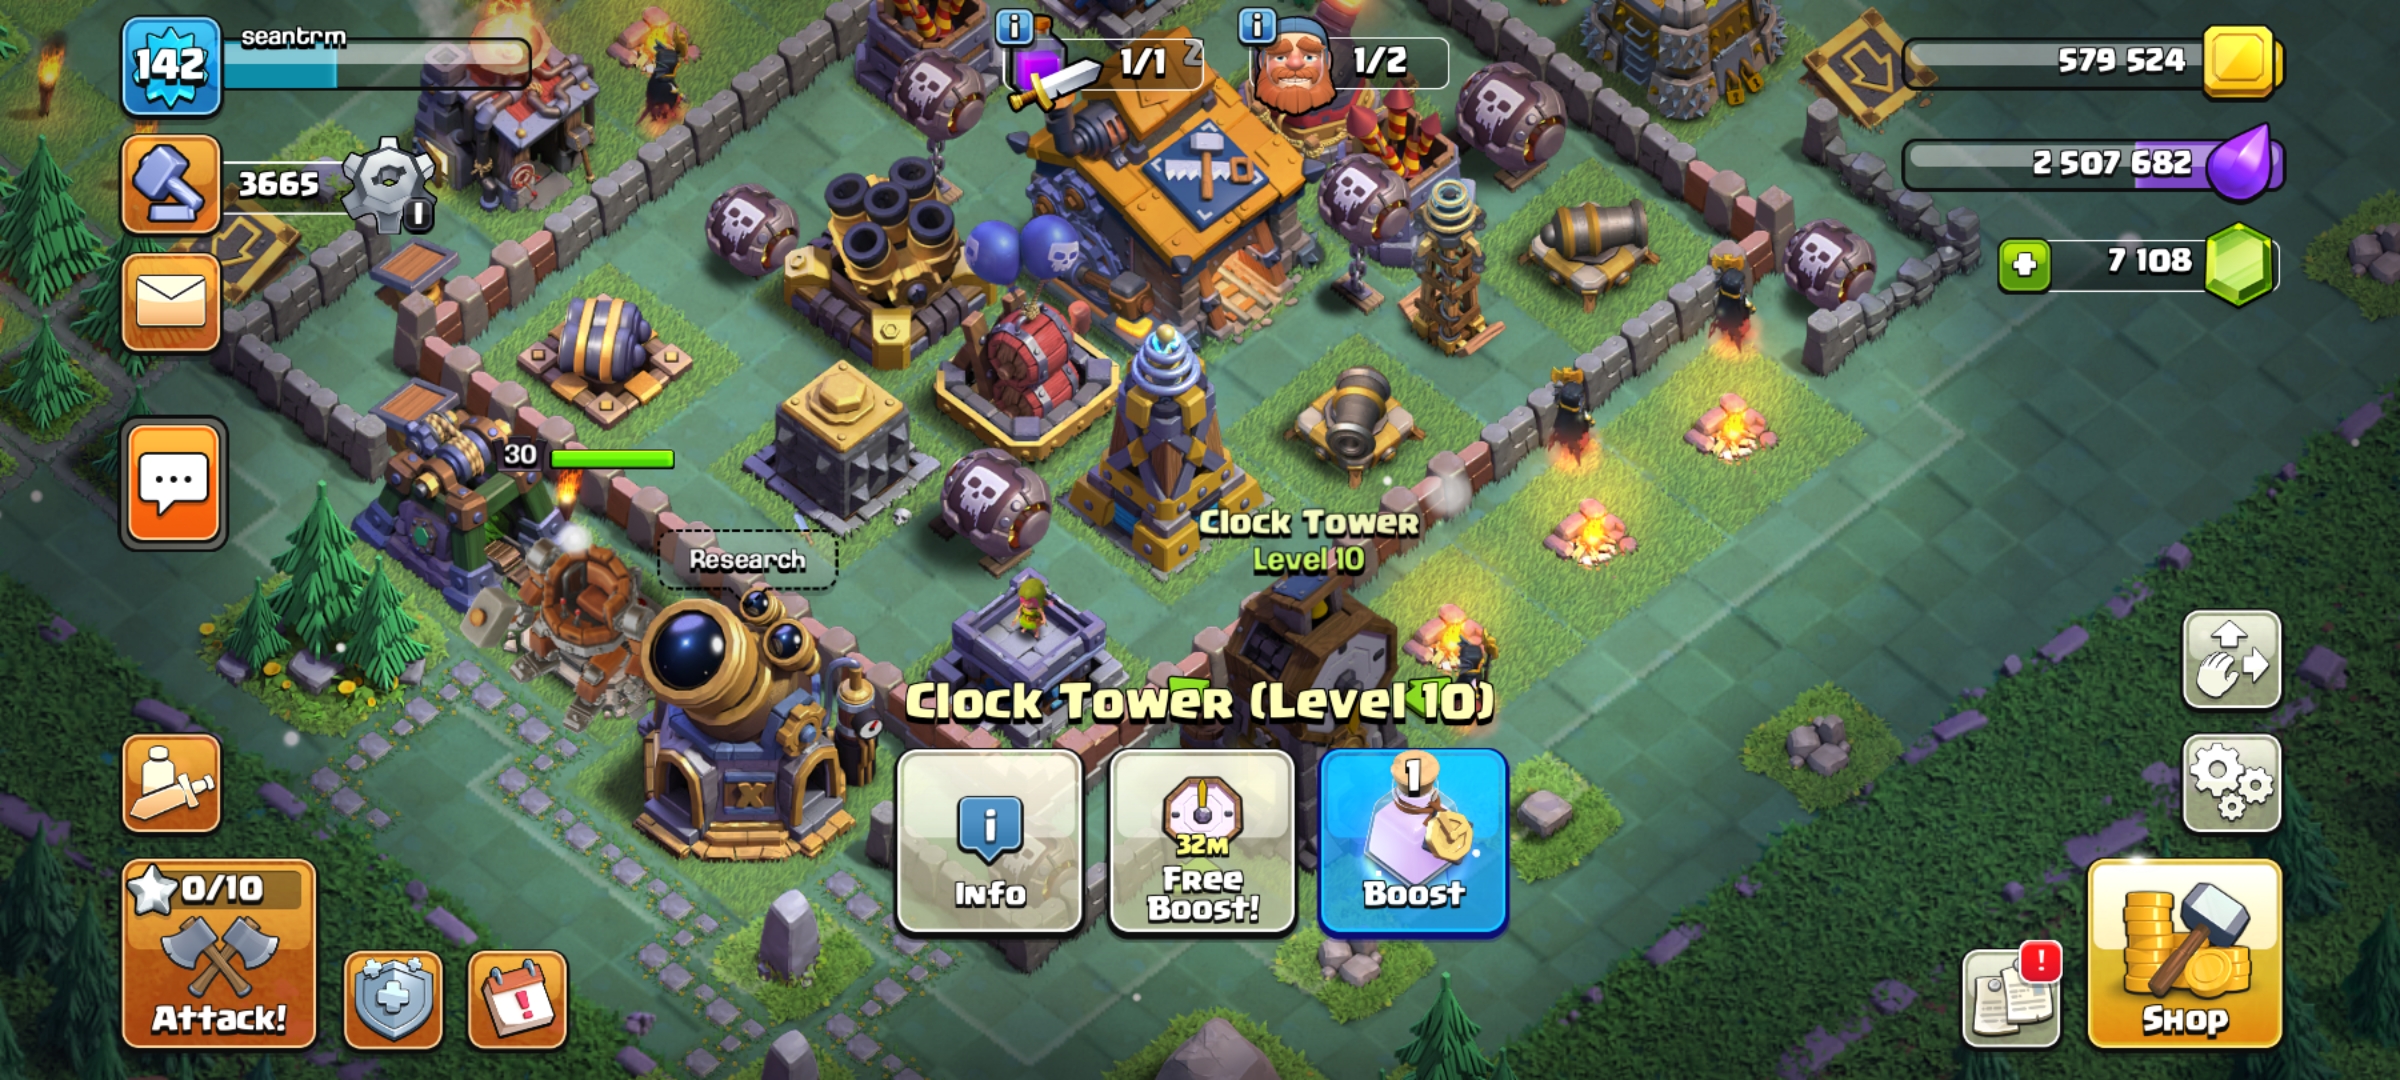 142
seantrm
1/1
1/2
579 524
3665
2 507 682
7 108
30
Research
Clock Tower
Level 10
Clock Tower (Level 10)
1
32m
Info
Free
Boost!
Boost
0/10
Attack!
Shop